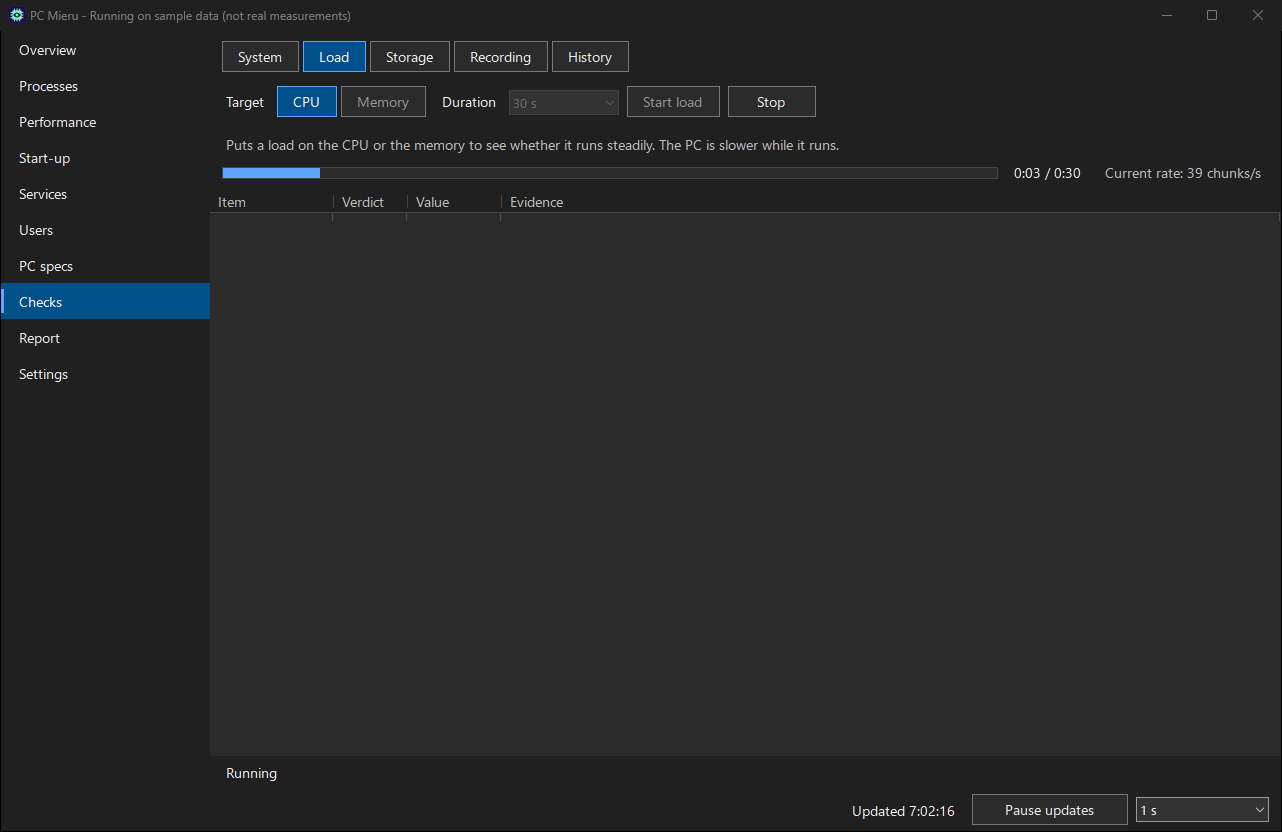 PC Mieru - Running on sample data (not real measurements)
Overview
Processes
Performance
Start-up
Services
Users
PC specs
Checks
Report
Settings
System Load Storage Recording History
Target CPU Memory Duration 30 s Start load Stop
Puts a load on the CPU or the memory to see whether it runs steadily. The PC is slower while it runs.
0:03 / 0:30 Current rate: 39 chunks/s
Item Verdict Value Evidence
Running
Updated 7:02:16 Pause updates 1 s